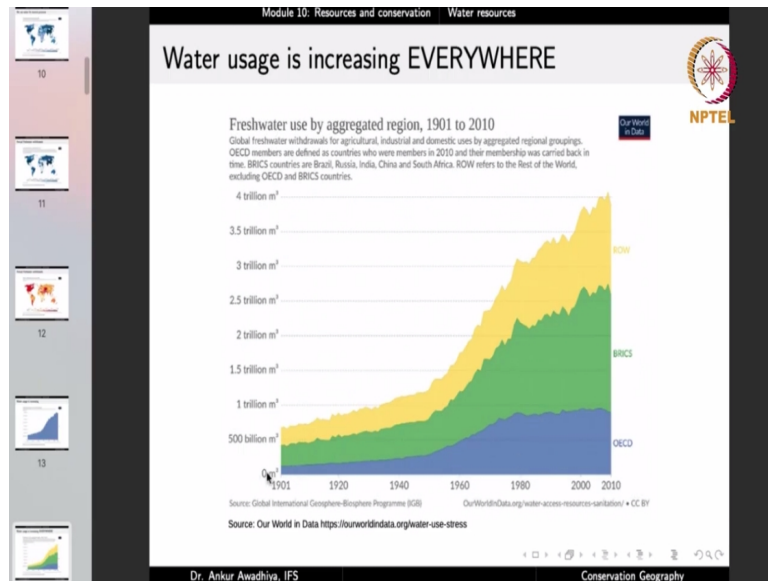 Module 10: Resources and conservation Water resources
Water usage is increasing EVERYWHERE
NPTEL
Freshwater use by aggregated region, 1901 to 2010
Our World
in Data
Global freshwater withdrawals for agricultural, industrial and domestic uses by aggregated regional groupings.
OECD members are defined as countries who were members in 2010 and their membership was carried back in
time. BRICS countries are Brazil, Russia, India, China and South Africa. ROW refers to the Rest of the World,
excluding OECD and BRICS countries.
4 trillion m³
3.5 trillion m³
3 trillion m³
2.5 trillion m³
2 trillion m³
1.5 trillion m³
1 trillion m³
500 billion m³
0 m³
ROW
BRICS
OECD
1901 1920 1940 1960 1980 2000 2010
Source: Global International Geosphere-Biosphere Programme (IGB) OurWorldInData.org/water-access-resources-sanitation/ • CC BY
Source: Our World in Data https://ourworldindata.org/water-use-stress
Dr. Ankur Awadhiya, IFS Conservation Geography
10
11
12
13